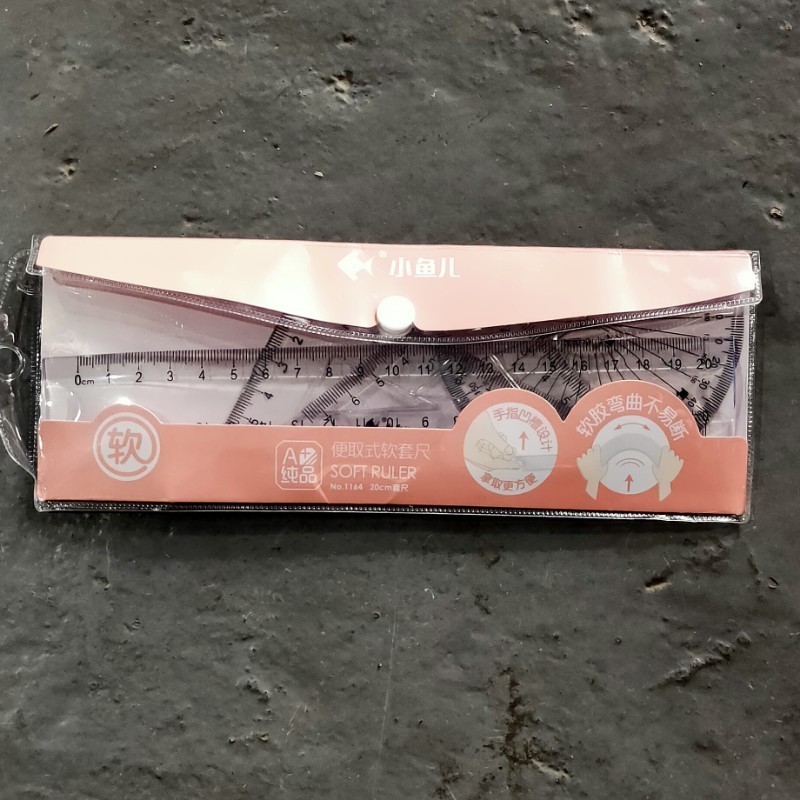 小鱼儿
0cm 1 2 3 4 5 6 7 8 9 10 11 12 13 14 15 16 17 18 19 20
软
A+
纯品
便取式软套尺
SOFT RULER
No.1164 20cm套尺
手指凹槽设计
拿取更方便
软胶弯曲不易断